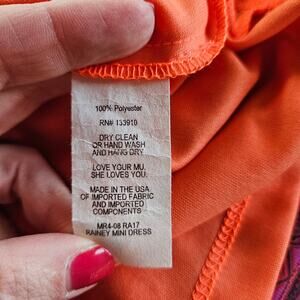 100% Polyester
RN# 133910
DRY CLEAN
OR HAND WASH
AND HANG DRY
LOVE YOUR MU.
SHE LOVES YOU.
MADE IN THE USA
OF IMPORTED FABRIC
AND IMPORTED
COMPONENTS
MR4-08 RA17
RAINEY MINI DRESS